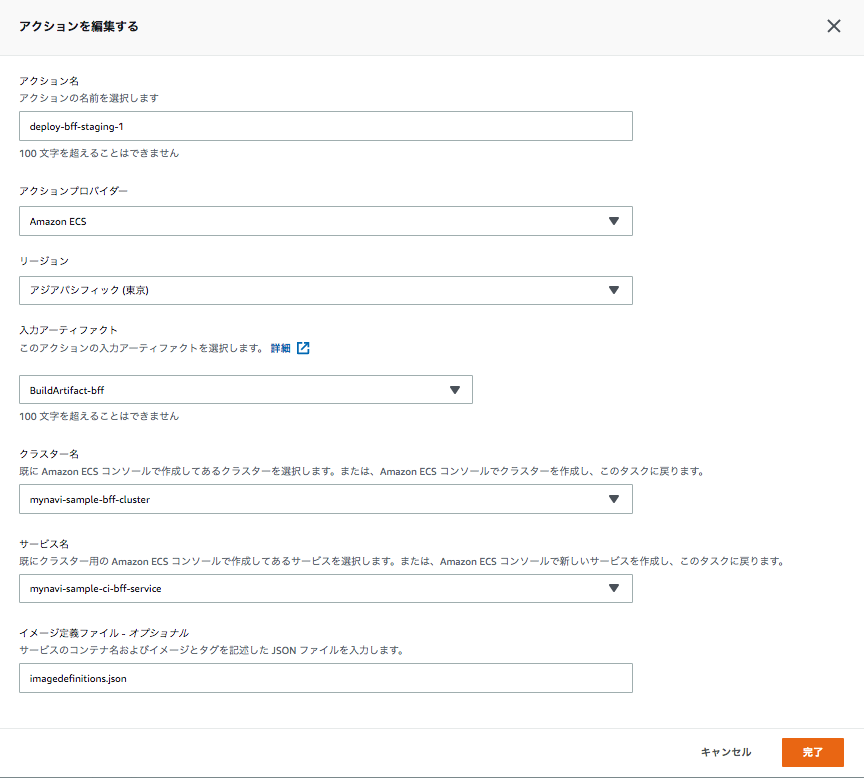 アクションを編集する
アクション名
アクションの名前を選択します
deploy-bff-staging-1
100 文字を超えることはできません
アクションプロバイダー
Amazon ECS
リージョン
アジアパシフィック (東京)
入力アーティファクト
このアクションの入力アーティファクトを選択します。 詳細
BuildArtifact-bff
100 文字を超えることはできません
クラスター名
既に Amazon ECS コンソールで作成してあるクラスターを選択します。または、Amazon ECS コンソールでクラスターを作成し、このタスクに戻ります。
mynavi-sample-bff-cluster
サービス名
既にクラスター用の Amazon ECS コンソールで作成してあるサービスを選択します。または、Amazon ECS コンソールで新しいサービスを作成し、このタスクに戻ります。
mynavi-sample-ci-bff-service
イメージ定義ファイル - オプショナル
サービスのコンテナ名およびイメージとタグを記述した JSON ファイルを入力します。
imagedefinitions.json
キャンセル 完了